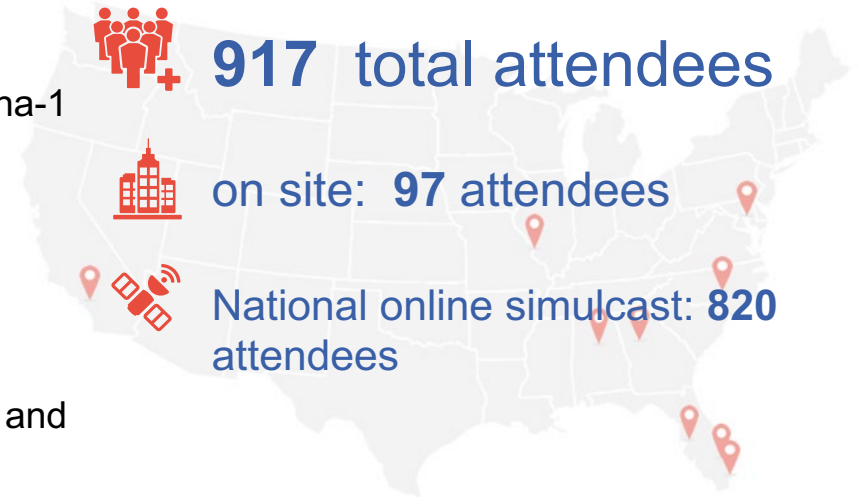 917 total attendees
na-1
on site: 97 attendees
National online simulcast: 820
attendees
and